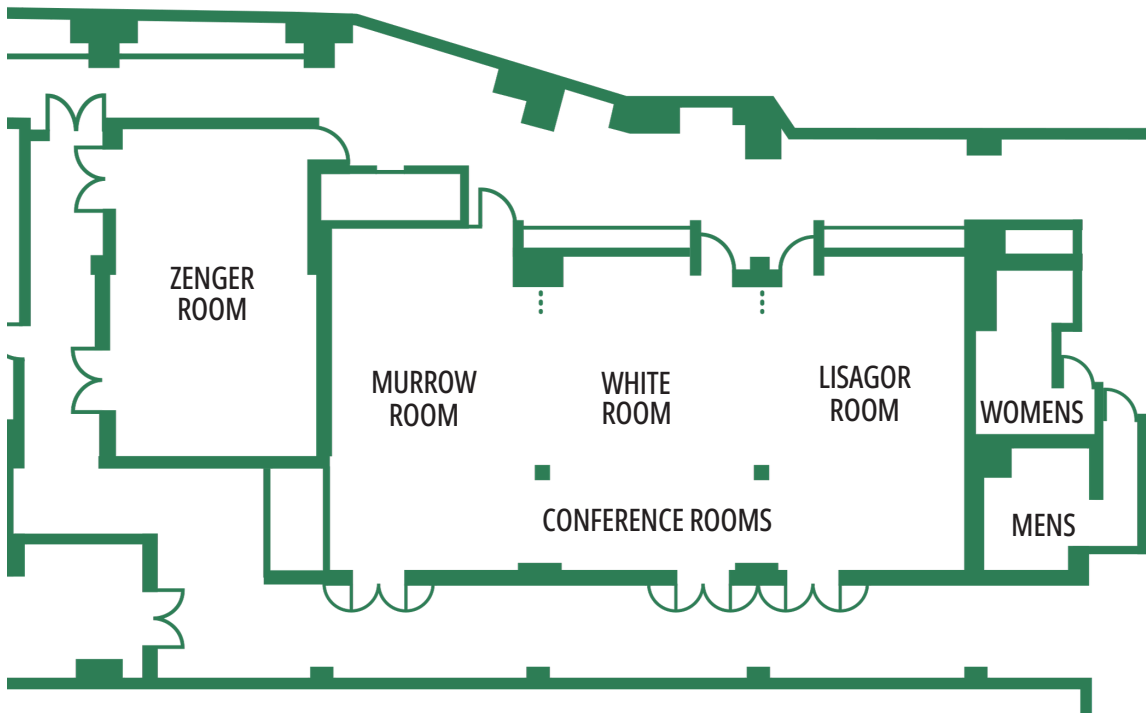 ZENGER
ROOM
MURROW
ROOM
WHITE
ROOM
LISAGOR
ROOM
WOMENS
CONFERENCE ROOMS
MENS